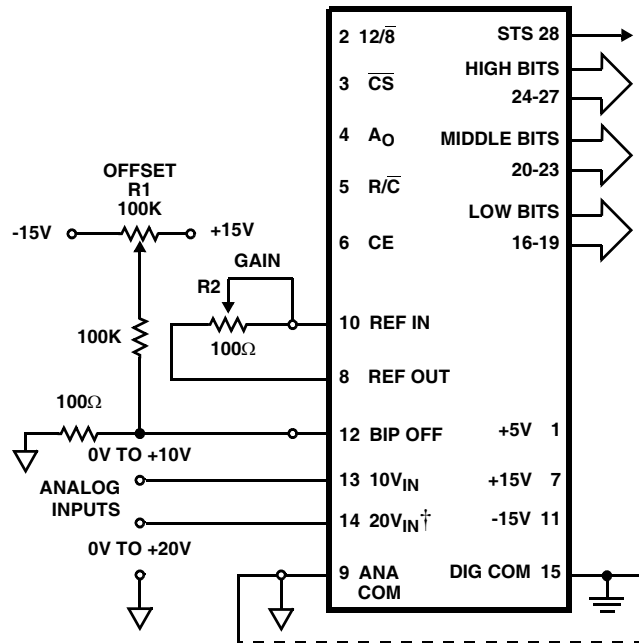 2 12/8̅
STS 28
HIGH BITS
24-27
3 C̅S̅
4 AO
MIDDLE BITS
20-23
5 R/C̅
LOW BITS
16-19
6 CE
OFFSET
R1
100K
-15V
+15V
GAIN
R2
100Ω
10 REF IN
100K
8 REF OUT
100Ω
12 BIP OFF
+5V 1
0V TO +10V
13 10VIN
+15V 7
ANALOG
INPUTS
14 20VIN†
-15V 11
0V TO +20V
9 ANA
COM
DIG COM 15